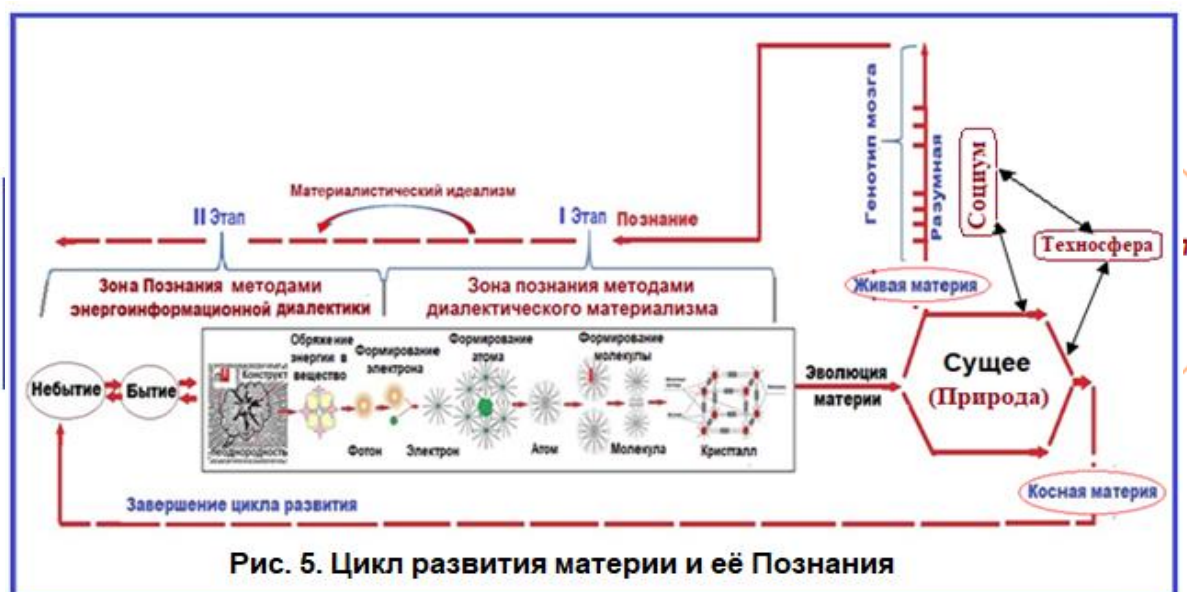 Генотип мозга
Разумная
Социум
Техносфера
Материалистический идеализм
II Этап
I Этап
Познание
Живая материя
Зона Познания методами
энергоинформационной диалектики
Зона познания методами
диалектического материализма
Небытие
Бытие
Конструкт
неоднородность
Обряжение
энергии в
вещество
Формирование
электрона
Формирование
атома
Формирование
молекулы
Фотон
Электрон
Атом
Молекула
Кристталл
Эволюция
материи
Сущее
(Природа)
Завершение цикла развития
Косная материя
Рис. 5. Цикл развития материи и её Познания